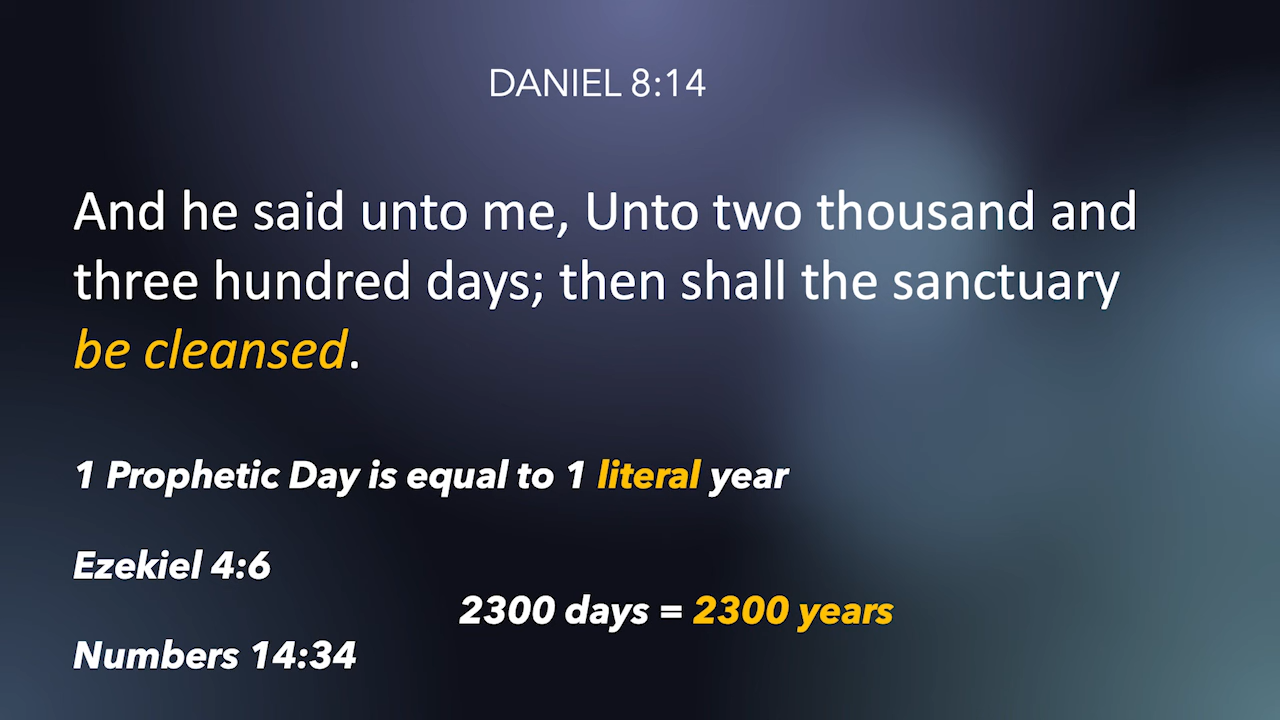 DANIEL 8:14
And he said unto me, Unto two thousand and
three hundred days; then shall the sanctuary
be cleansed.
1 Prophetic Day is equal to 1 literal year
Ezekiel 4:6
2300 days = 2300 years
Numbers 14:34